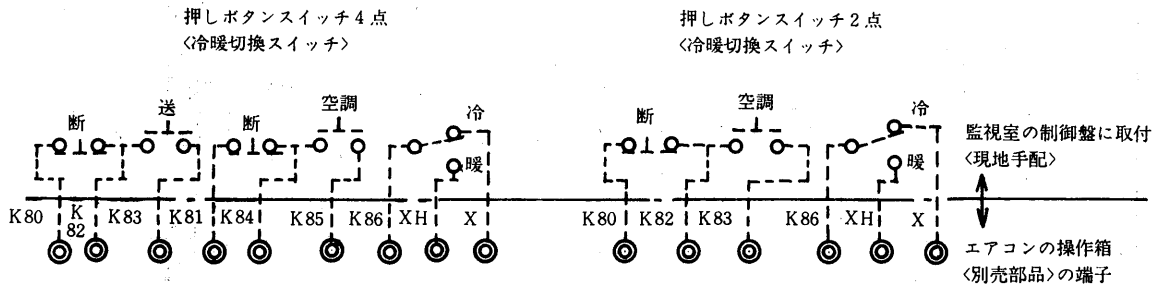 押しボタンスイッチ4点
〈冷暖切換スイッチ〉
押しボタンスイッチ2点
〈冷暖切換スイッチ〉
断
送
断
空調
冷
暖
断
空調
冷
暖
監視室の制御盤に取付
〈現地手配〉
K80
K
82
K83
K81
K84
K85
K86
XH
X
K80
K82
K83
K86
XH
X
エアコンの操作箱
〈別売部品〉の端子